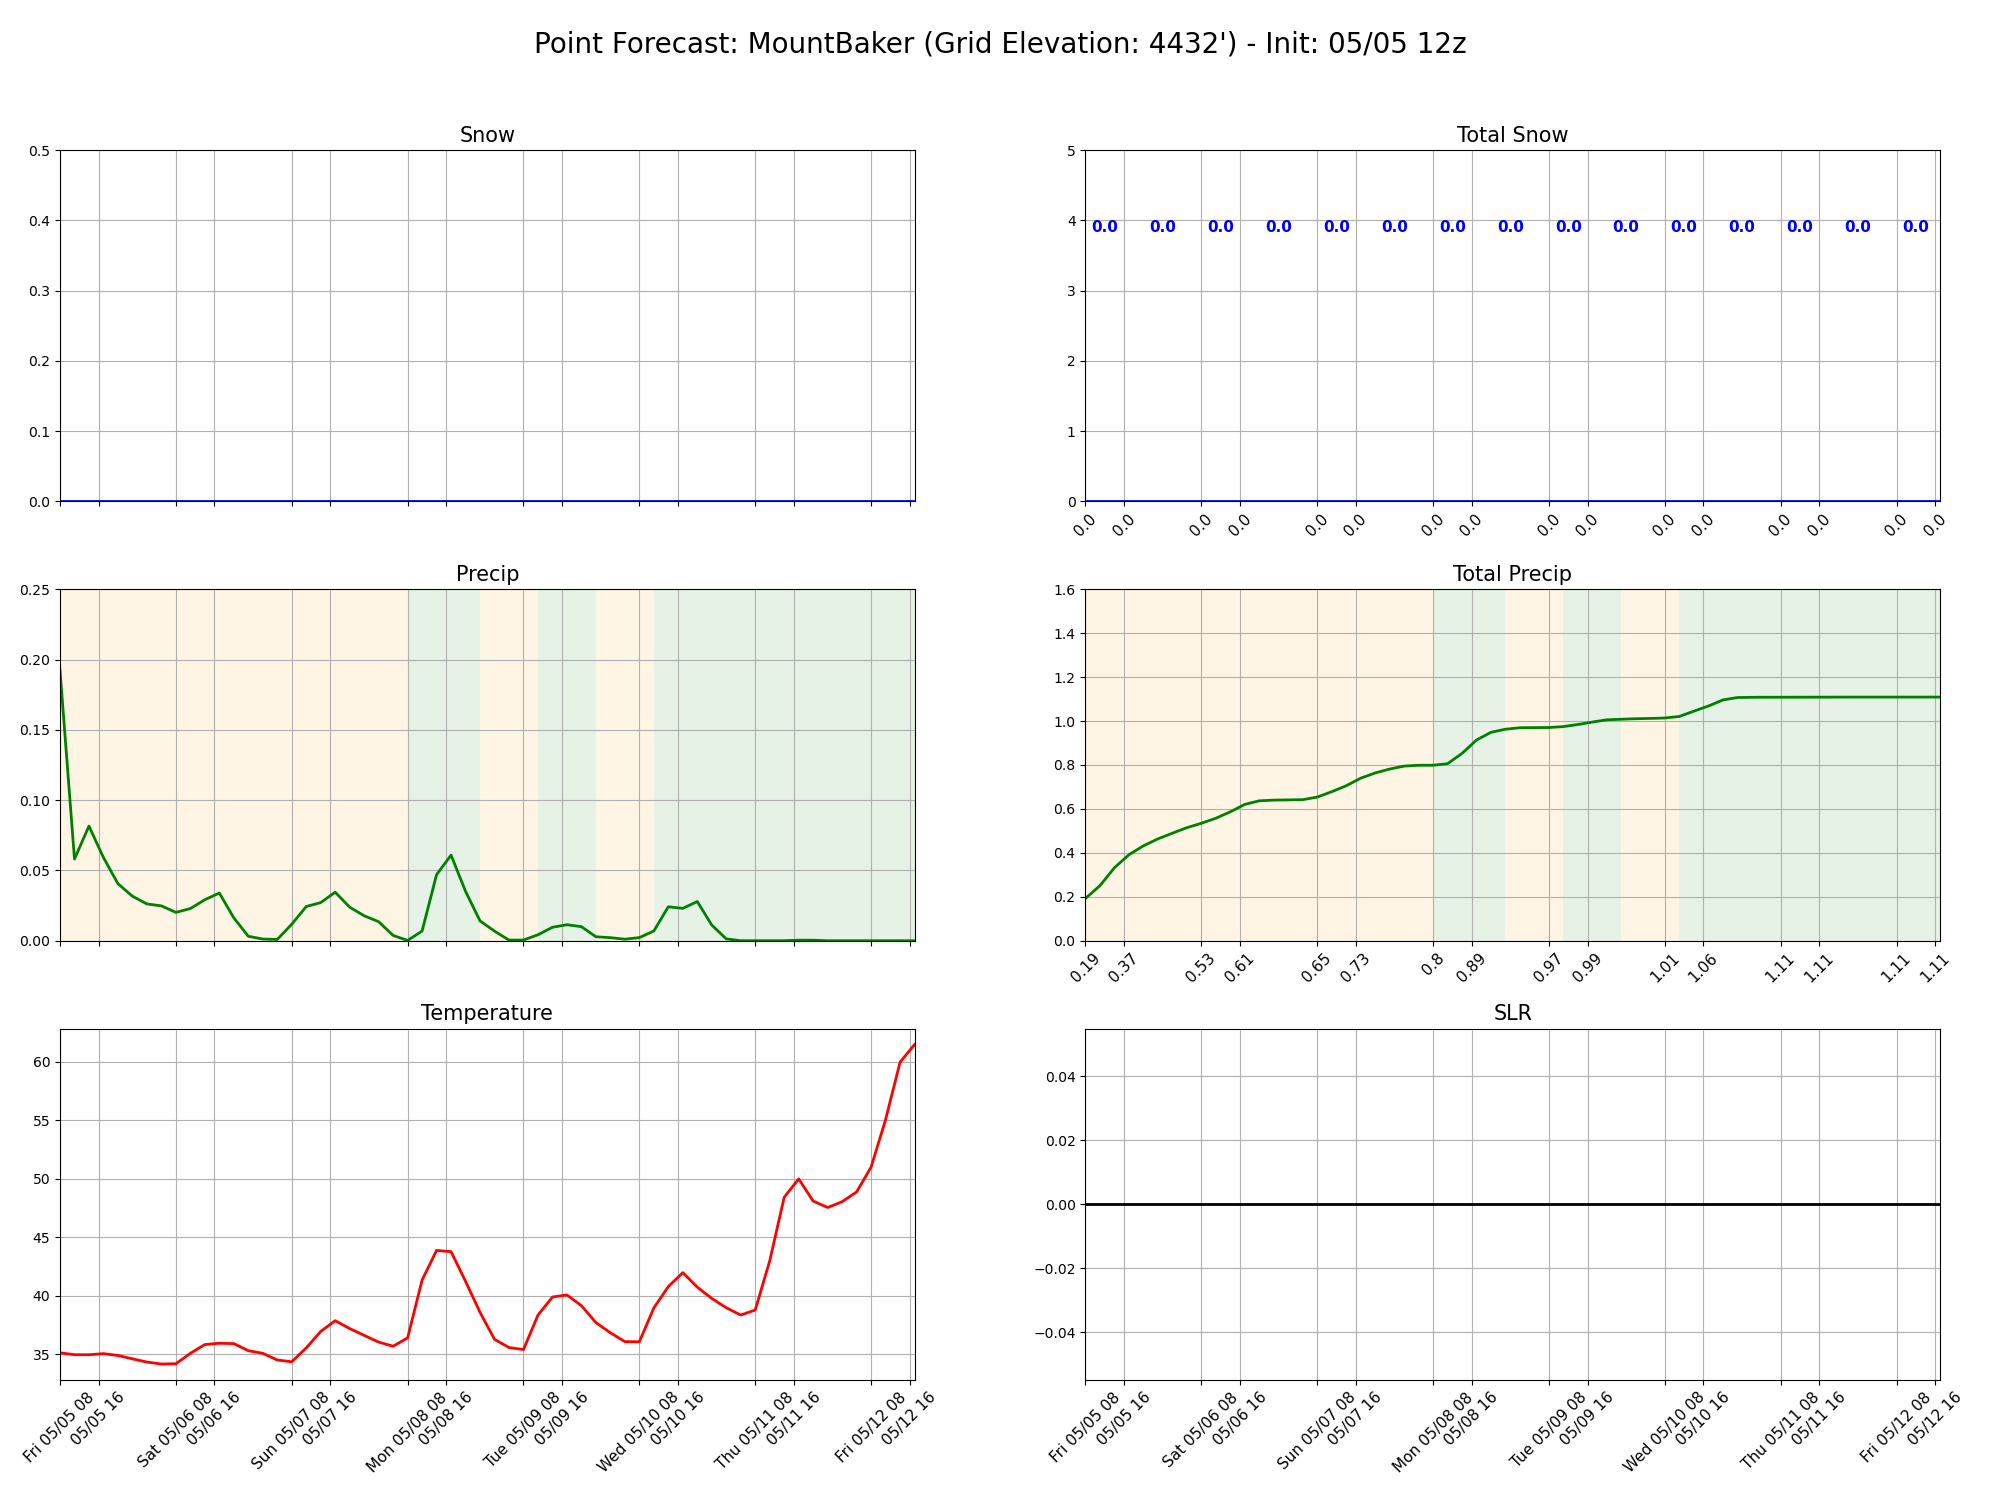 Point Forecast: MountBaker (Grid Elevation: 4432') - Init: 05/05 12z
Snow
0.5
0.4
0.3
0.2
0.1
0.0
Total Snow
5
4
3
2
1
0
0.0 0.0 0.0 0.0 0.0 0.0 0.0 0.0 0.0 0.0 0.0 0.0 0.0 0.0 0.0
0.0 0.0 0.0 0.0 0.0 0.0 0.0 0.0 0.0 0.0 0.0 0.0 0.0 0.0 0.0 0.0
Precip
0.25
0.20
0.15
0.10
0.05
0.00
Total Precip
1.6
1.4
1.2
1.0
0.8
0.6
0.4
0.2
0.0
0.19 0.37 0.53 0.61 0.65 0.73 0.8 0.89 0.97 0.99 1.01 1.06 1.11 1.11 1.11 1.11
Temperature
60
55
50
45
40
35
Fri 05/05 08
05/05 16
Sat 05/06 08
05/06 16
Sun 05/07 08
05/07 16
Mon 05/08 08
05/08 16
Tue 05/09 08
05/09 16
Wed 05/10 08
05/10 16
Thu 05/11 08
05/11 16
Fri 05/12 08
05/12 16
SLR
0.04
0.02
0.00
−0.02
−0.04
Fri 05/05 08
05/05 16
Sat 05/06 08
05/06 16
Sun 05/07 08
05/07 16
Mon 05/08 08
05/08 16
Tue 05/09 08
05/09 16
Wed 05/10 08
05/10 16
Thu 05/11 08
05/11 16
Fri 05/12 08
05/12 16